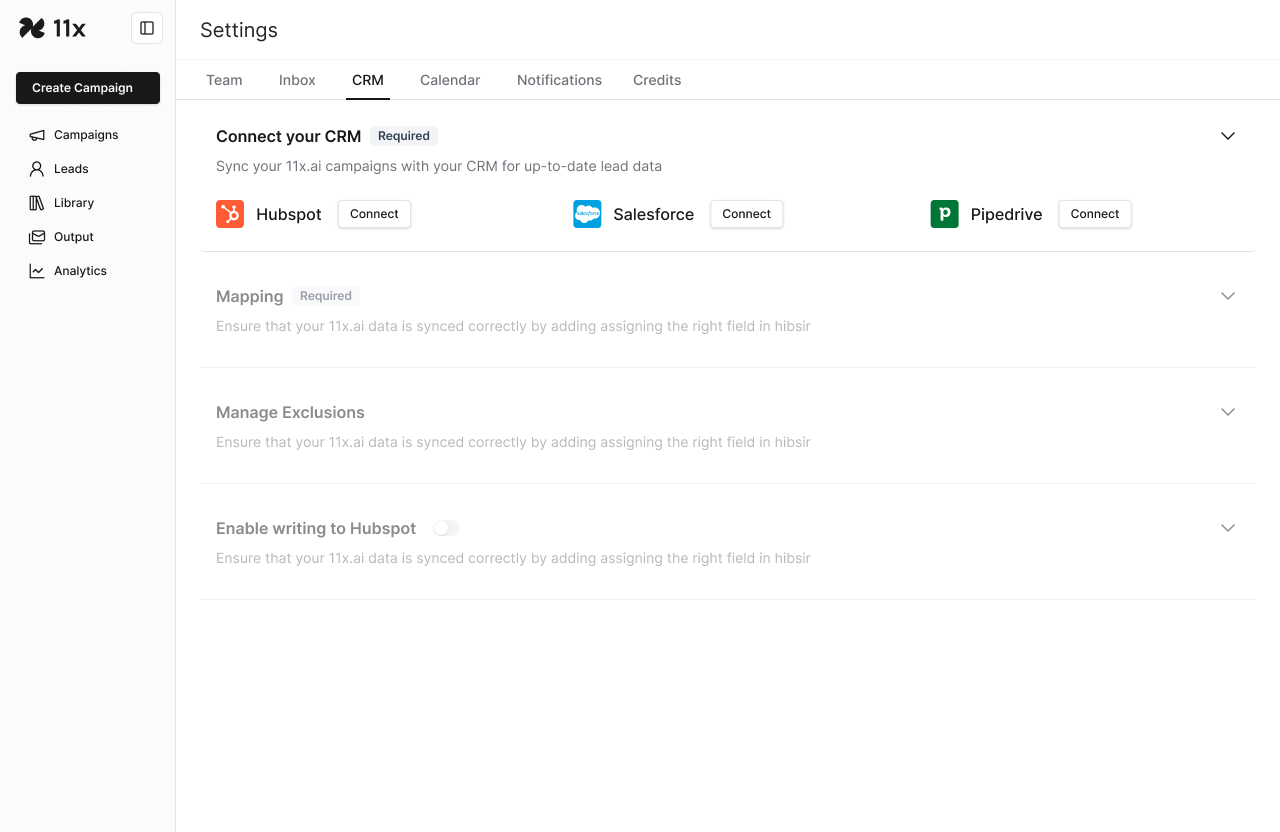 11x
Settings
Create Campaign
Campaigns
Leads
Library
Output
Analytics
Team Inbox CRM Calendar Notifications Credits
Connect your CRM Required
Sync your 11x.ai campaigns with your CRM for up-to-date lead data
Hubspot Connect salesforce Salesforce Connect p Pipedrive Connect
Mapping Required
Ensure that your 11x.ai data is synced correctly by adding assigning the right field in hibsir
Manage Exclusions
Ensure that your 11x.ai data is synced correctly by adding assigning the right field in hibsir
Enable writing to Hubspot
Ensure that your 11x.ai data is synced correctly by adding assigning the right field in hibsir